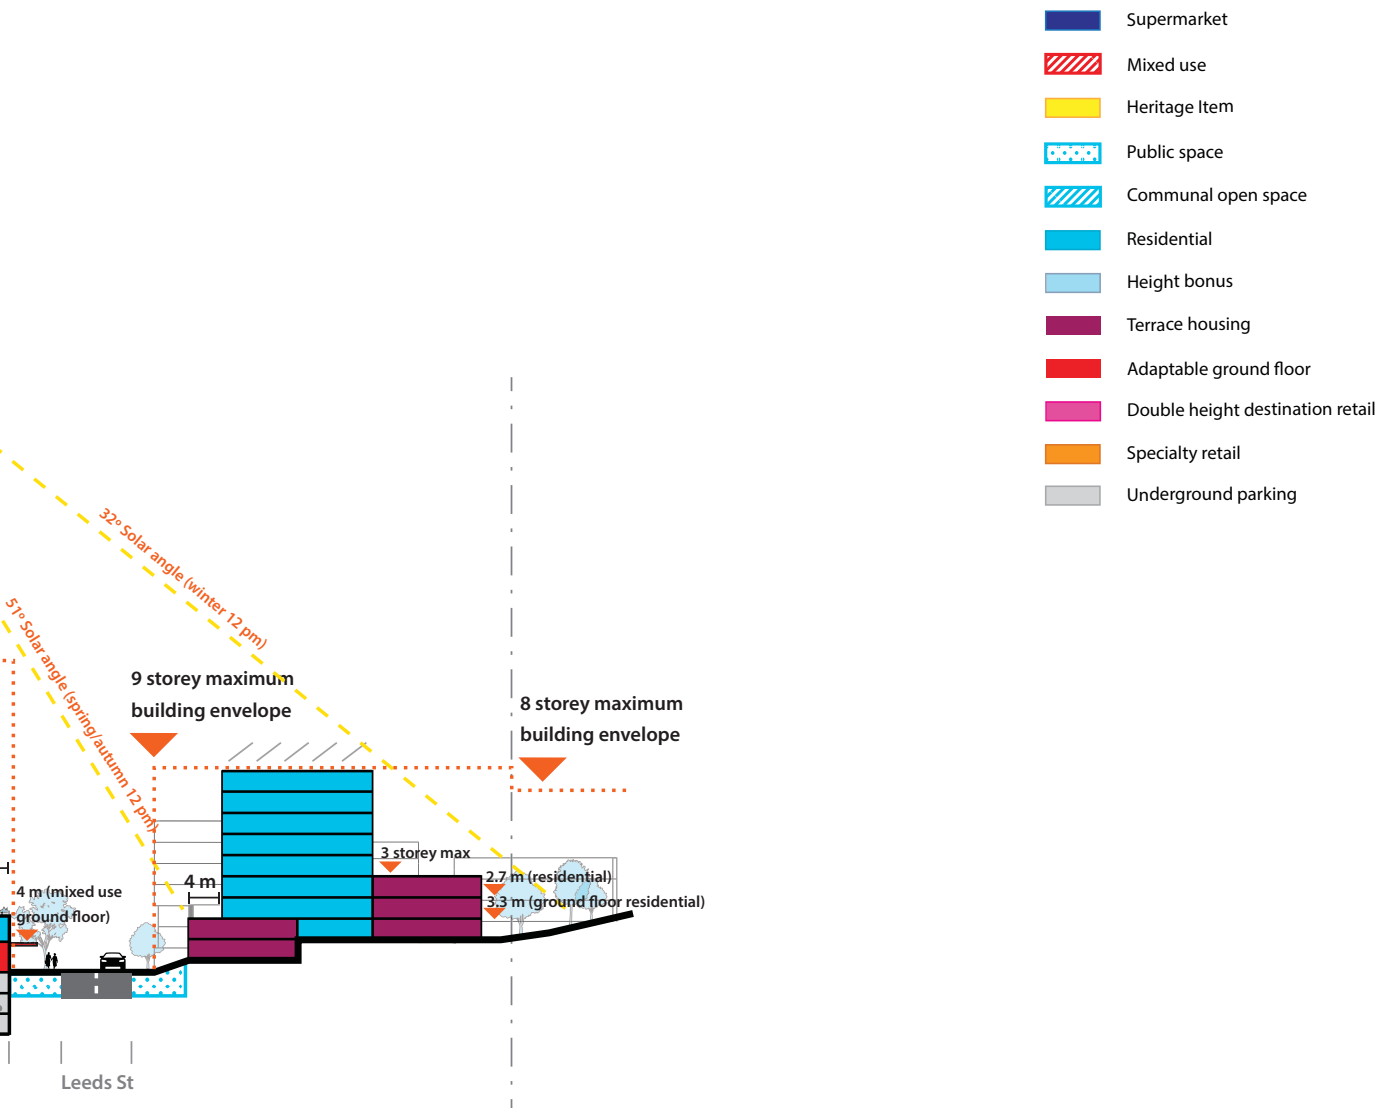 Supermarket
Mixed use
Heritage Item
Public space
Communal open space
Residential
Height bonus
Terrace housing
Adaptable ground floor
Double height destination retail
Specialty retail
Underground parking
32º Solar angle (winter 12 pm)
51º Solar angle (spring/autumn 12 pm)
9 storey maximum
building envelope
8 storey maximum
building envelope
3 storey max
2.7 m (residential)
3.3 m (ground floor residential)
4 m
4 m (mixed use
ground floor)
Leeds St